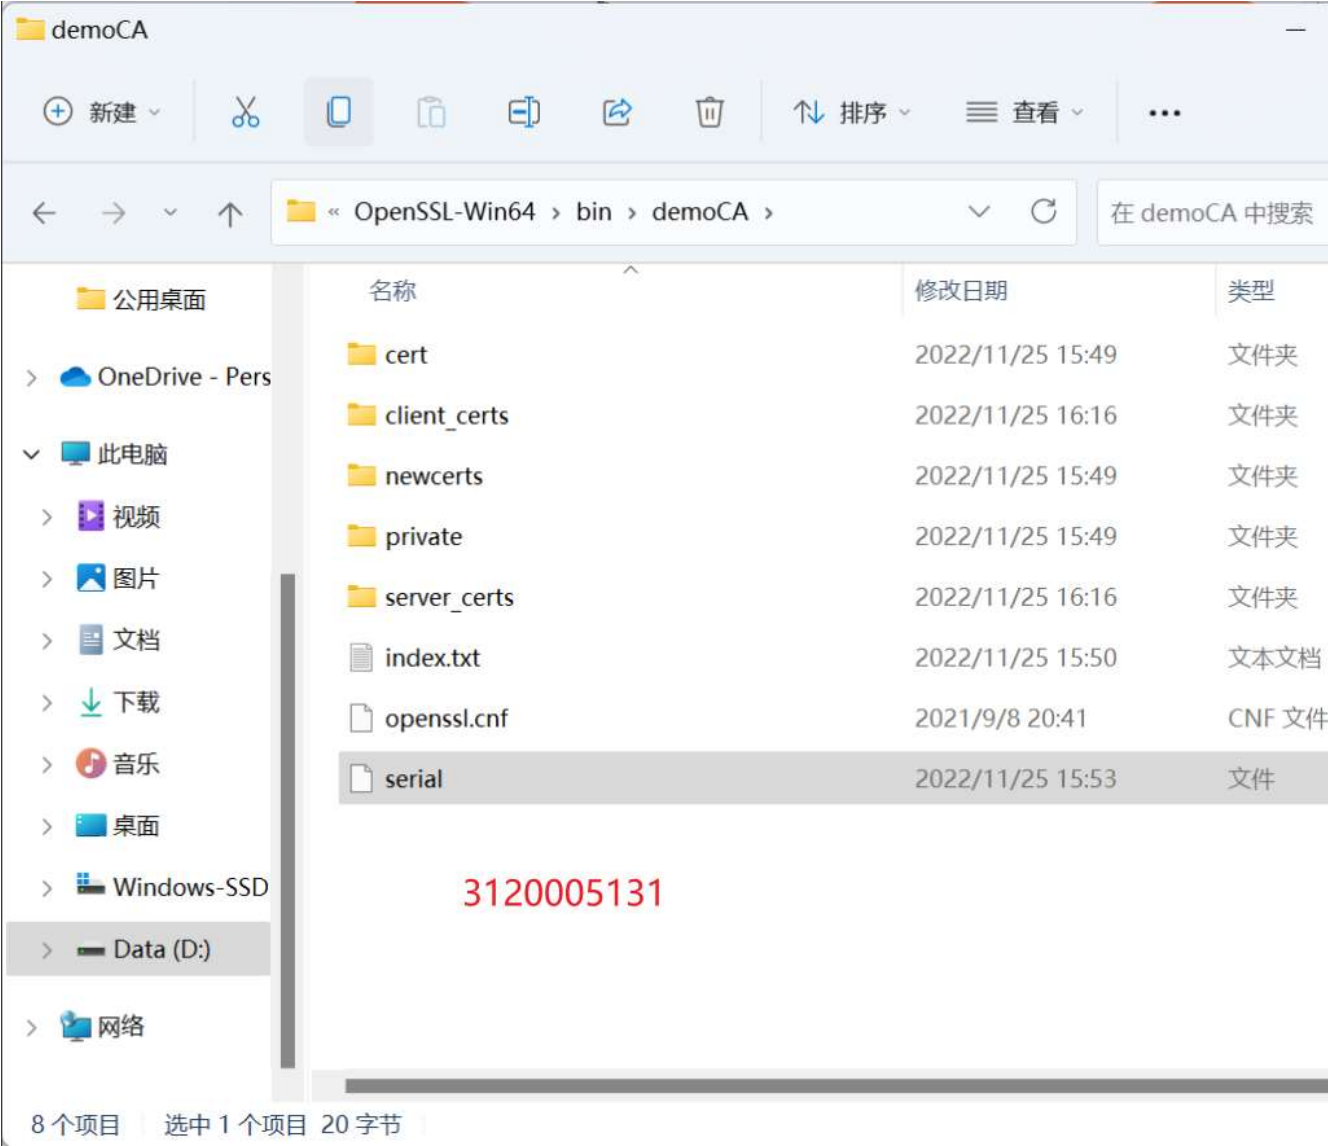 demoCA
新建
排序
查看
« OpenSSL-Win64 › bin › demoCA ›
在 demoCA 中搜索
公用桌面
OneDrive - Pers
此电脑
视频
图片
文档
下载
音乐
桌面
Windows-SSD
Data (D:)
网络
名称 修改日期 类型
cert 2022/11/25 15:49 文件夹
client_certs 2022/11/25 16:16 文件夹
newcerts 2022/11/25 15:49 文件夹
private 2022/11/25 15:49 文件夹
server_certs 2022/11/25 16:16 文件夹
index.txt 2022/11/25 15:50 文本文档
openssl.cnf 2021/9/8 20:41 CNF 文件
serial 2022/11/25 15:53 文件
3120005131
8 个项目 选中 1 个项目 20 字节